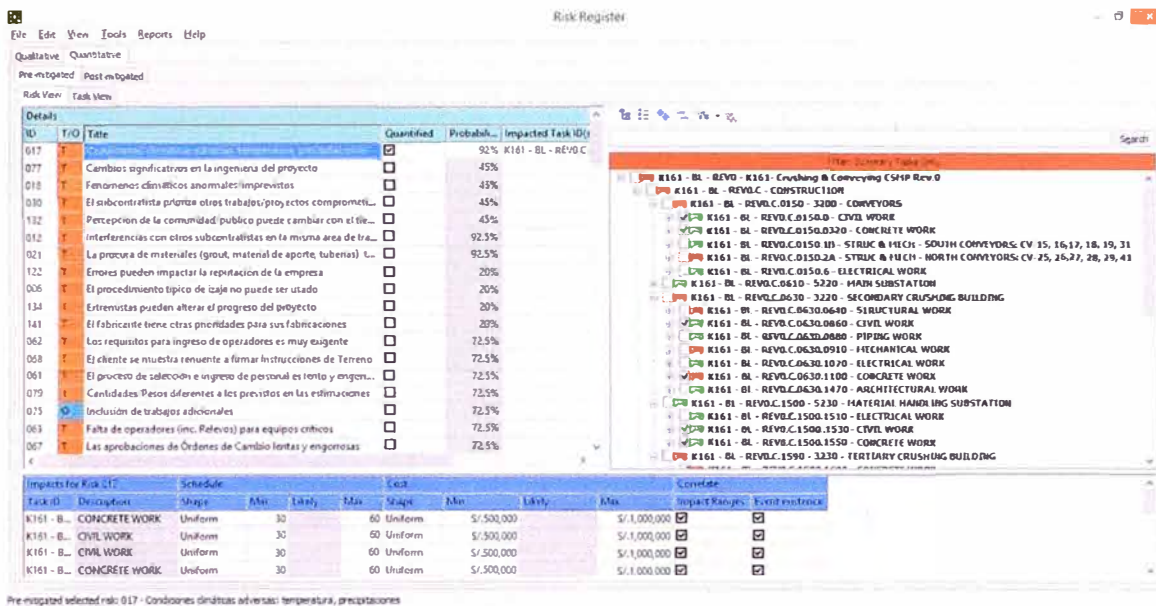 Risk Register
File Edit View Tools Reports Help
Qualitative Quantitative
Pre-mitigated Post-mitigated
Risk View Task View
Details
ID T/O Title Quantified Probabili... Impacted Task ID(s
017 T 92% K161 - BL - REV0.C
077 T Cambios significativos en la ingeniería del proyecto 45%
018 T Fenomenos climáticos anormales imprevistos 45%
030 T El subcontratista prioriza otros trabajos/proyectos compromet... 45%
132 T Percepcion de la comunidad publico puede cambiar con el tie... 45%
012 T Interferencias con otros subcontratistas en la misma area de tra... 92.5%
021 T La procura de materiales (grout, material de aporte, tuberias) t... 92.5%
122 T Errores pueden impactar la reputacion de la empresa 20%
006 T El procedimiento tipico de izaje no puede ser usado 20%
134 T Extremistas pueden alterar el progreso del proyecto 20%
141 T El fabricante tiene otras prioridades para sus fabricaciones 20%
062 T Los requisitos para ingreso de operadores es muy exigente 72.5%
068 T El cliente se muestra renuente a firmar Instrucciones de Terreno 72.5%
061 T El proceso de selección e ingreso de personal es lento y engorr... 72.5%
079 T Cantidades/Pesos diferentes a los previstos en las estimaciones 72.5%
075 O Inclusión de trabajos adicionales 72.5%
063 T Falta de operadores (inc. Relevos) para equipos criticos 72.5%
067 T Las aprobaciones de Órdenes de Cambio lentas y engorrosas 72.5%
Search
Filter: Summary Tasks Only
K161 - BL - REV0 - K161- Crushing & Conveying CSMP Rev.0
K161 - BL - REV0.C - CONSTRUCTION
K161 - BL - REV0.C.0150 - 3200 - CONVEYORS
K161 - BL - REV0.C.0150.0 - CIVIL WORK
K161 - BL - REV0.C.0150.0320 - CONCRETE WORK
K161 - BL - REV0.C.0150.1B - STRUC & MECH - SOUTH CONVEYORS: CV-15, 16,17, 18, 19, 31
K161 - BL - REV0.C.0150.2A - STRUC & MECH - NORTH CONVEYORS: CV-25, 26,27, 28, 29, 41
K161 - BL - REV0.C.0150.6 - ELECTRICAL WORK
K161 - BL - REV0.C.0610 - 5220 - MAIN SUBSTATION
K161 - BL - REV0.C.0630 - 3220 - SECONDARY CRUSHING BUILDING
K161 - BL - REV0.C.0630.0640 - STRUCTURAL WORK
K161 - BL - REV0.C.0630.0860 - CIVIL WORK
K161 - BL - REV0.C.0630.0880 - PIPING WORK
K161 - BL - REV0.C.0630.0910 - MECHANICAL WORK
K161 - BL - REV0.C.0630.1070 - ELECTRICAL WORK
K161 - BL - REV0.C.0630.1100 - CONCRETE WORK
K161 - BL - REV0.C.0630.1470 - ARCHITECTURAL WORK
K161 - BL - REV0.C.1500 - 5230 - MATERIAL HANDLING SUBSTATION
K161 - BL - REV0.C.1500.1510 - ELECTRICAL WORK
K161 - BL - REV0.C.1500.1530 - CIVIL WORK
K161 - BL - REV0.C.1500.1550 - CONCRETE WORK
K161 - BL - REV0.C.1590 - 3230 - TERTIARY CRUSHING BUILDING
Impacts for Risk 017 Schedule Cost Correlate
Task ID Description Shape Min Likely Max Shape Min Likely Max Impact Ranges Event existence
K161 - B... CONCRETE WORK Uniform 30 60 Uniform S/.500,000 S/.1,000,000
K161 - B... CIVIL WORK Uniform 30 60 Uniform S/.500,000 S/.1,000,000
K161 - B... CIVIL WORK Uniform 30 60 Uniform S/.500,000 S/.1,000,000
K161 - B... CONCRETE WORK Uniform 30 60 Uniform S/.500,000 S/.1,000,000
Pre-mitigated selected risk: 017 - Condiciones climáticas adversas: temperatura, precipitaciones